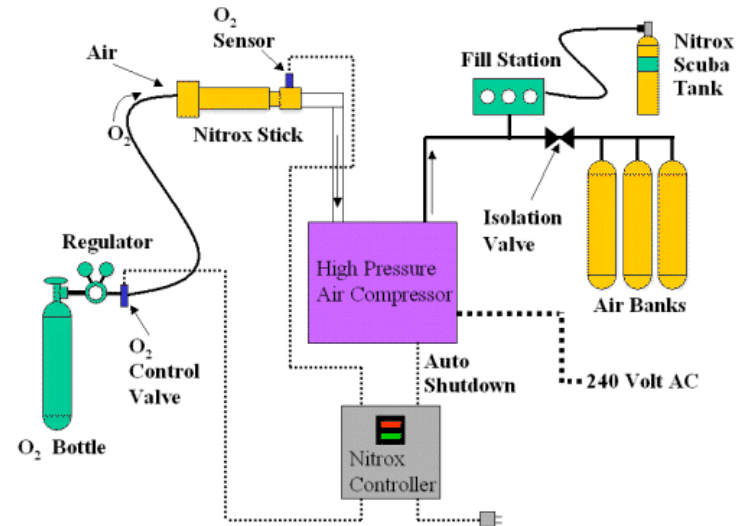 O₂
Sensor
Air
O₂
Nitrox Stick
Fill Station
Nitrox
Scuba
Tank
Isolation
Valve
Air Banks
Regulator
High Pressure
Air Compressor
O₂
Control
Valve
O₂ Bottle
Auto
Shutdown
240 Volt AC
Nitrox
Controller